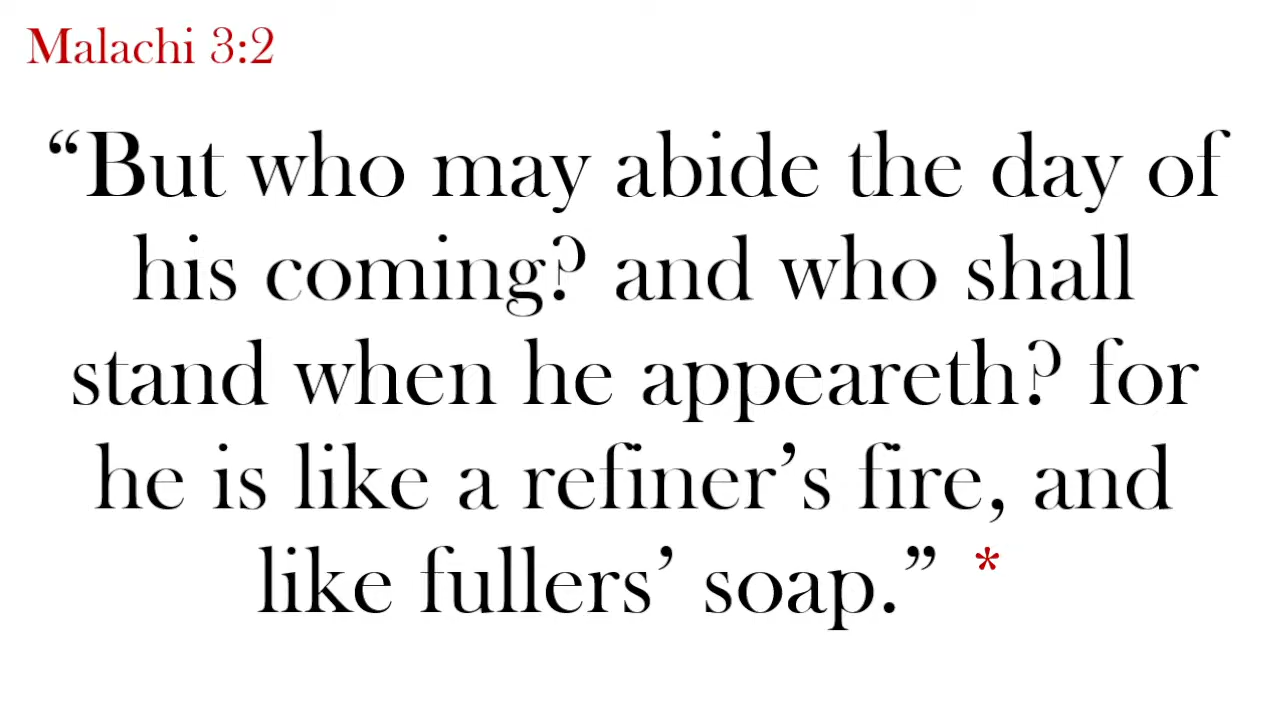 Malachi 3:2
“But who may abide the day of
his coming? and who shall
stand when he appeareth? for
he is like a refiner’s fire, and
like fullers’ soap.” *